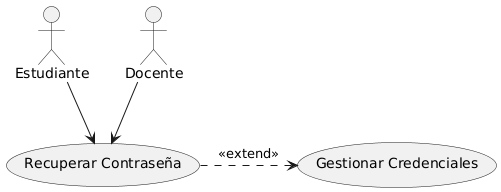 Estudiante
Docente
«extend»
Recuperar Contraseña
Gestionar Credenciales